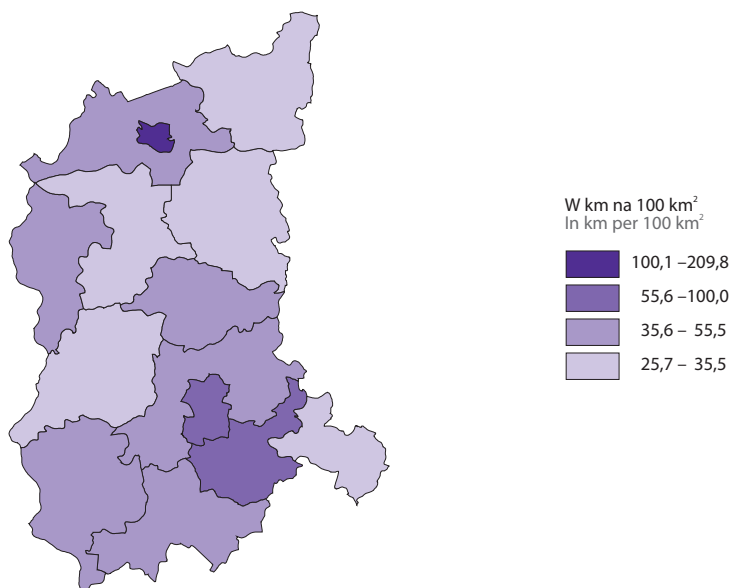 W km na 100 km²
In km per 100 km²
100,1 –209,8
55,6 –100,0
35,6 – 55,5
25,7 – 35,5